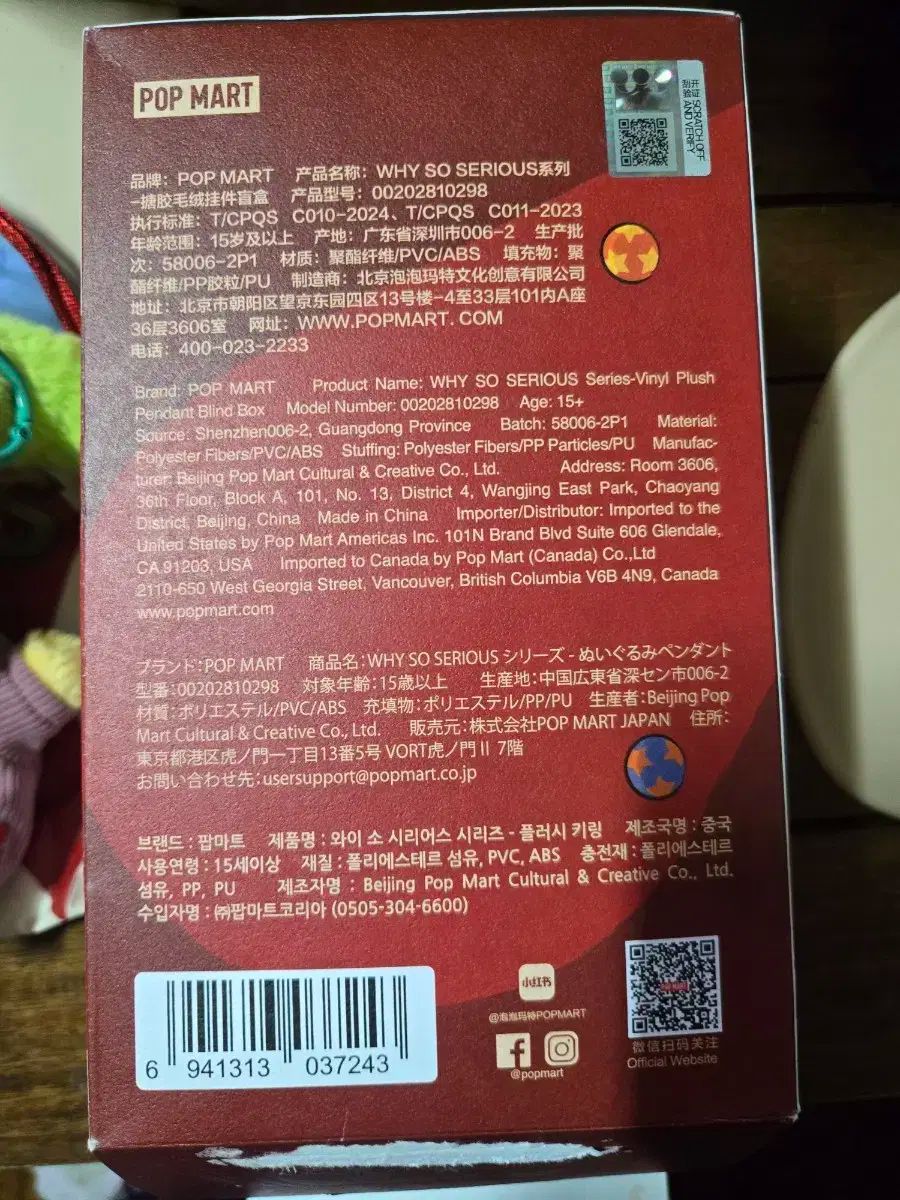 POP MART
刮开验证 SCRATCH OFF AND VERIFY
品牌：POP MART 产品名称：WHY SO SERIOUS系列
-搪胶毛绒挂件盲盒 产品型号：00202810298
执行标准：T/CPQS C010-2024、T/CPQS C011-2023
年龄范围：15岁及以上 产地：广东省深圳市006-2 生产批
次：58006-2P1 材质：聚酯纤维/PVC/ABS 填充物：聚
酯纤维/PP胶粒/PU 制造商：北京泡泡玛特文化创意有限公司
地址：北京市朝阳区望京东园四区13号楼-4至33层101内A座
36层3606室 网址：WWW.POPMART.COM
电话：400-023-2233
Brand: POP MART Product Name: WHY SO SERIOUS Series-Vinyl Plush
Pendant Blind Box Model Number: 00202810298 Age: 15+
Source: Shenzhen006-2, Guangdong Province Batch: 58006-2P1 Material:
Polyester Fibers/PVC/ABS Stuffing: Polyester Fibers/PP Particles/PU Manufac-
turer: Beijing Pop Mart Cultural & Creative Co., Ltd. Address: Room 3606,
36th Floor, Block A, 101, No. 13, District 4, Wangjing East Park, Chaoyang
District, Beijing, China Made in China Importer/Distributor: Imported to the
United States by Pop Mart Americas Inc. 101N Brand Blvd Suite 606 Glendale,
CA.91203, USA Imported to Canada by Pop Mart (Canada) Co.,Ltd
2110-650 West Georgia Street, Vancouver, British Columbia V6B 4N9, Canada
www.popmart.com
ブランド：POP MART 商品名：WHY SO SERIOUS シリーズ - ぬいぐるみペンダント
型番：00202810298 対象年齢：15歳以上 生産地：中国広東省深セン市006-2
材質：ポリエステル/PVC/ABS 充填物：ポリエステル/PP/PU 生産者：Beijing Pop
Mart Cultural & Creative Co., Ltd. 販売元：株式会社POP MART JAPAN 住所：
東京都港区虎ノ門一丁目13番5号 VORT虎ノ門Ⅱ 7階
お問い合わせ先：usersupport@popmart.co.jp
브랜드 : 팝마트 제품명 : 와이 소 시리어스 시리즈 - 플러시 키링 제조국명 : 중국
사용연령 : 15세이상 재질 : 폴리에스테르 섬유, PVC, ABS 충전재 : 폴리에스테르
섬유, PP, PU 제조자명 : Beijing Pop Mart Cultural & Creative Co., Ltd.
수입자명 : ㈜팝마트코리아 (0505-304-6600)
6 941313 037243
小红书
@泡泡玛特POPMART
@popmart
POP MART
微信扫码关注
Official Website